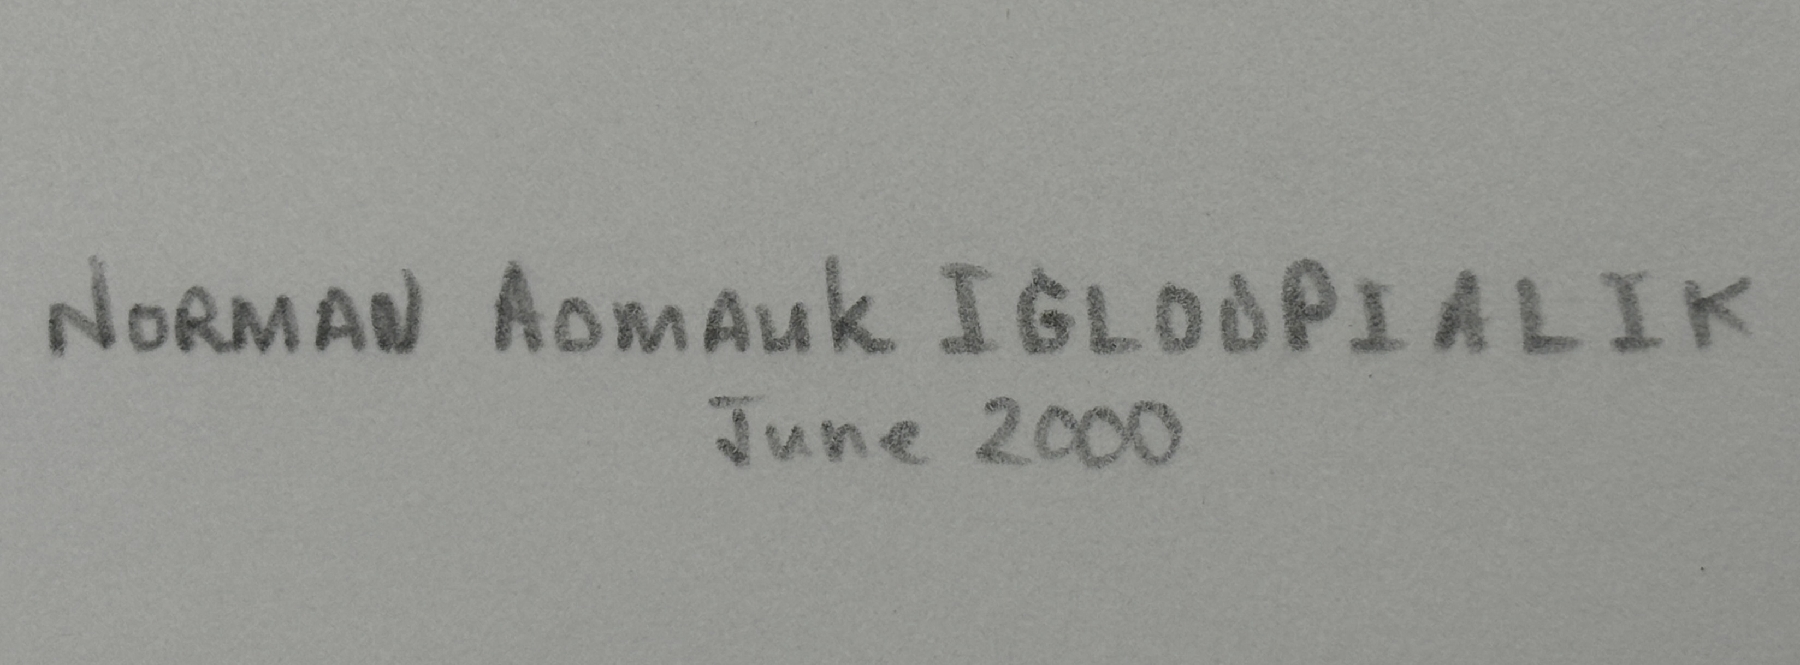 NORMAN Aomauk IGLOOPIALIK
June 2000